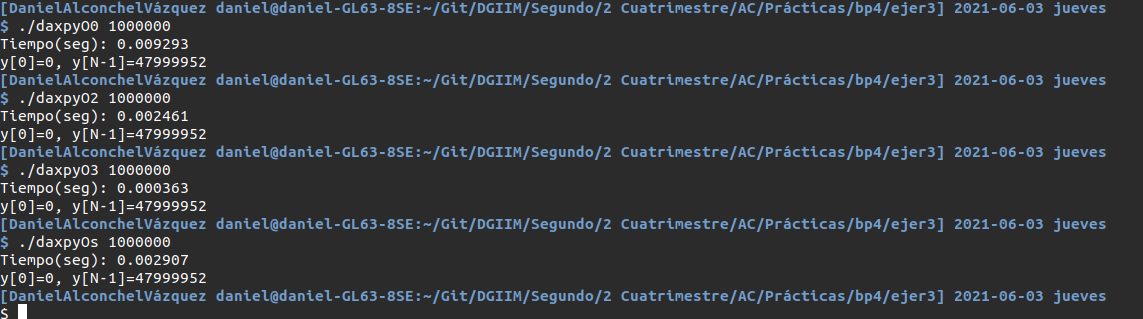 [DanielAlconchelVázquez daniel@daniel-GL63-8SE:~/Git/DGIIM/Segundo/2 Cuatrimestre/AC/Prácticas/bp4/ejer3] 2021-06-03 jueves
$ ./daxpyO0 1000000
Tiempo(seg): 0.009293
y[0]=0, y[N-1]=47999952
[DanielAlconchelVázquez daniel@daniel-GL63-8SE:~/Git/DGIIM/Segundo/2 Cuatrimestre/AC/Prácticas/bp4/ejer3] 2021-06-03 jueves
$ ./daxpyO2 1000000
Tiempo(seg): 0.002461
y[0]=0, y[N-1]=47999952
[DanielAlconchelVázquez daniel@daniel-GL63-8SE:~/Git/DGIIM/Segundo/2 Cuatrimestre/AC/Prácticas/bp4/ejer3] 2021-06-03 jueves
$ ./daxpyO3 1000000
Tiempo(seg): 0.000363
y[0]=0, y[N-1]=47999952
[DanielAlconchelVázquez daniel@daniel-GL63-8SE:~/Git/DGIIM/Segundo/2 Cuatrimestre/AC/Prácticas/bp4/ejer3] 2021-06-03 jueves
$ ./daxpyOs 1000000
Tiempo(seg): 0.002907
y[0]=0, y[N-1]=47999952
[DanielAlconchelVázquez daniel@daniel-GL63-8SE:~/Git/DGIIM/Segundo/2 Cuatrimestre/AC/Prácticas/bp4/ejer3] 2021-06-03 jueves
$